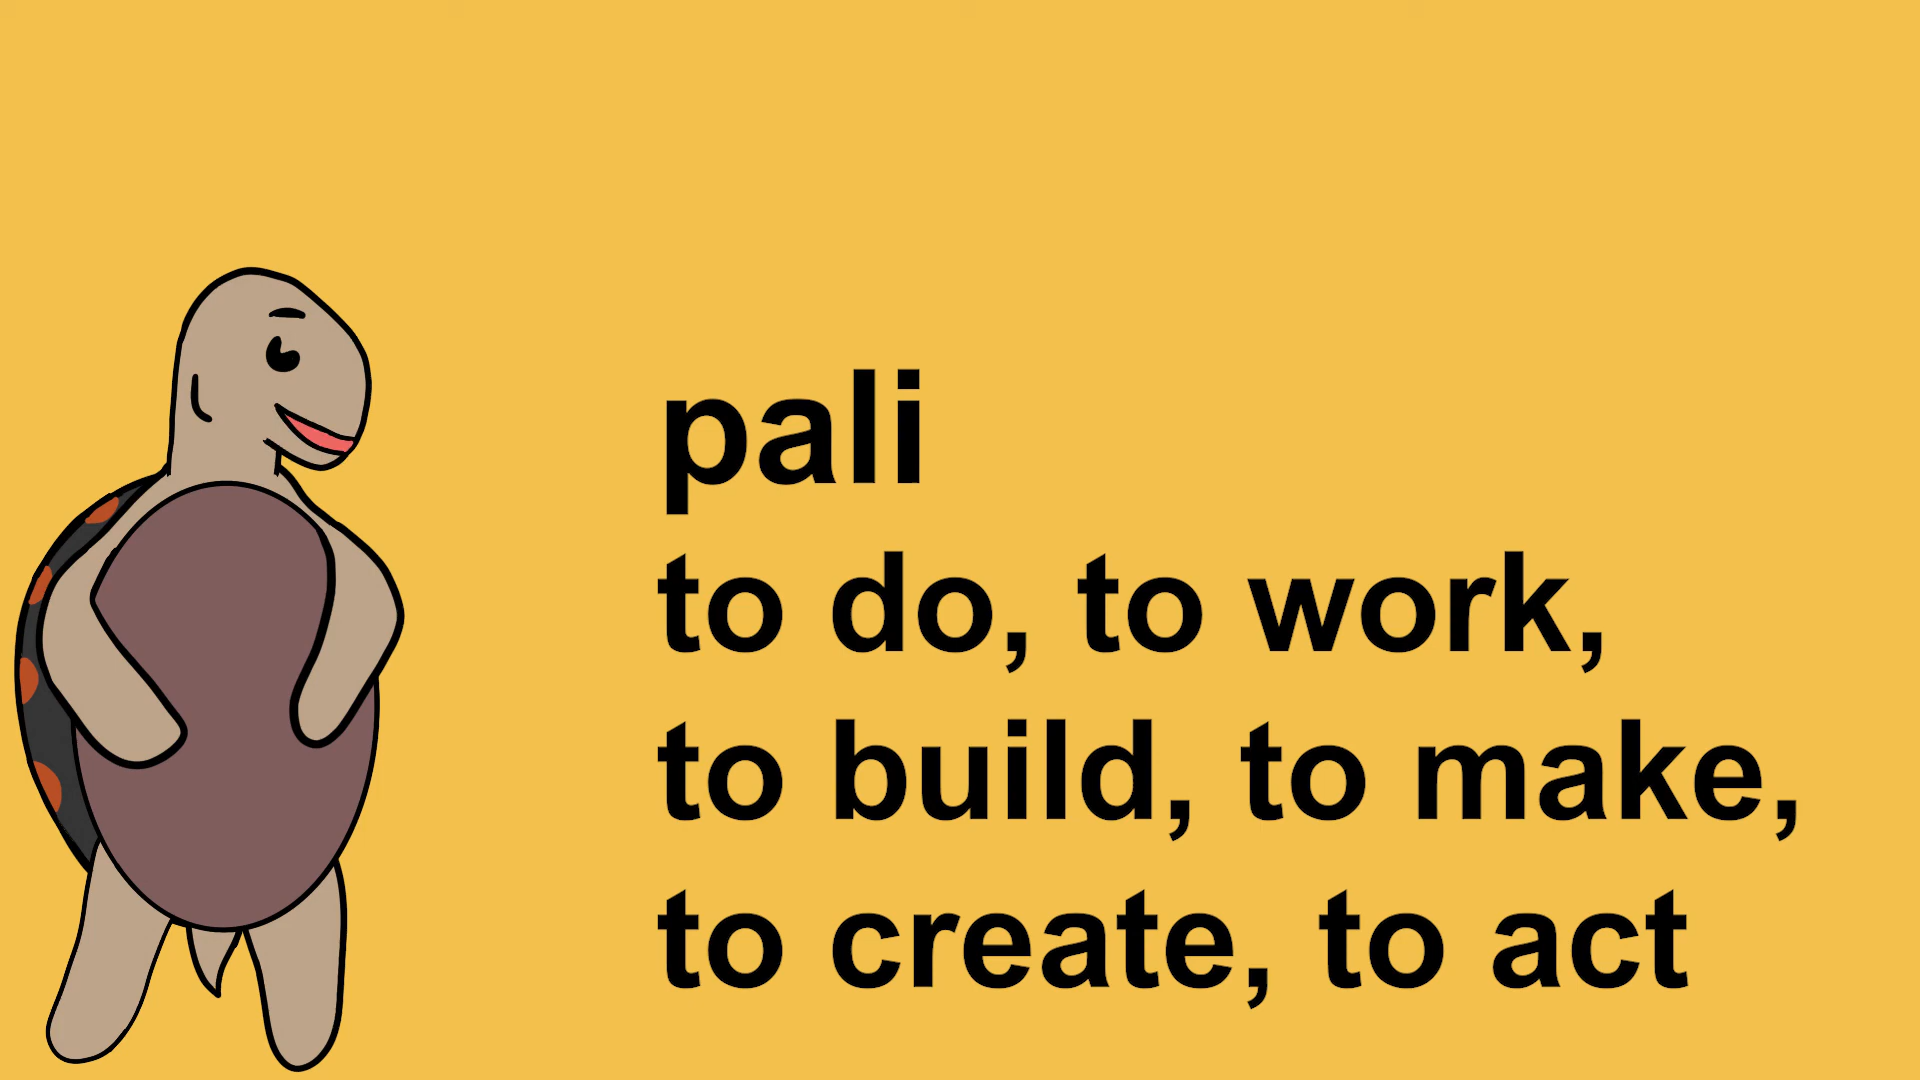 pali
to do, to work,
to build, to make,
to create, to act